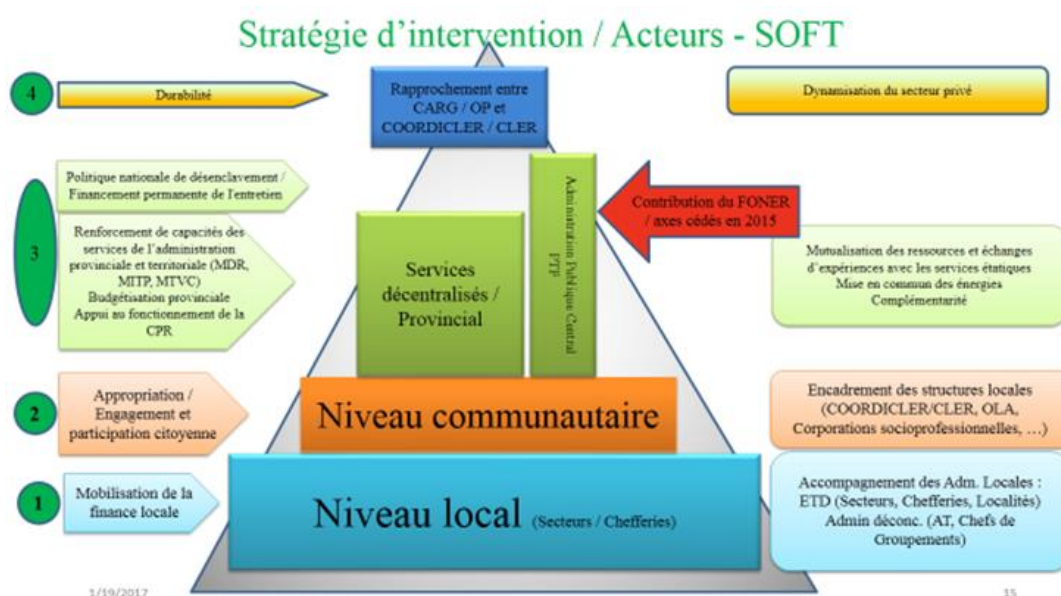 Stratégie d'intervention / Acteurs - SOFT
4
Durabilité
Rapprochement entre
CARG / OP et
COORDICLER / CLER
Dynamisation du secteur privé
3
Politique nationale de désenclavement /
Financement permanente de l'entretien
Renforcement de capacités des
services de l'administration
provinciale et territoriale (MDR,
MITP, MTVC)
Budgétisation provinciale
Appui au fonctionnement de la
CPR
Services
décentralisés /
Provincial
Administration Publique Central
PTP
Contribution du FONER
/ axes cédés en 2015
Mutualisation des ressources et échanges
d'expériences avec les services étatiques
Mise en commun des énergies
Complémentarité
2
Appropriation /
Engagement et
participation citoyenne
Niveau communautaire
Encadrement des structures locales
(COORDICLER/CLER, OLA,
Corporations socioprofessionnelles, …)
1
Mobilisation de la
finance locale
Niveau local (Secteurs / Chefferies)
Accompagnement des Adm. Locales :
ETD (Secteurs, Chefferies, Localités)
Admin déconc. (AT, Chefs de
Groupements)
1/19/2017
15